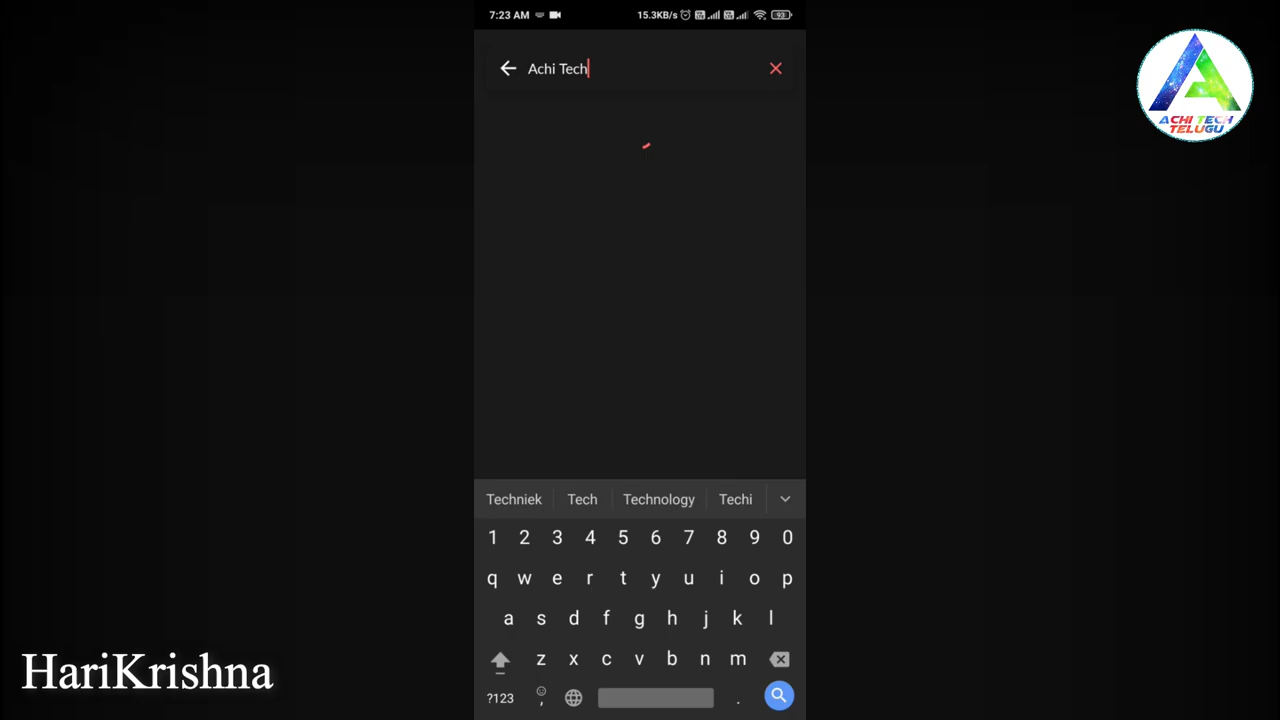 7:23 AM 15.3KB/s 93
Achi Tech
ACHI TECH
TELUGU
Techniek Tech Technology Techi
1 2 3 4 5 6 7 8 9 0
q w e r t y u i o p
a s d f g h j k l
z x c v b n m
?123 , .
HariKrishna